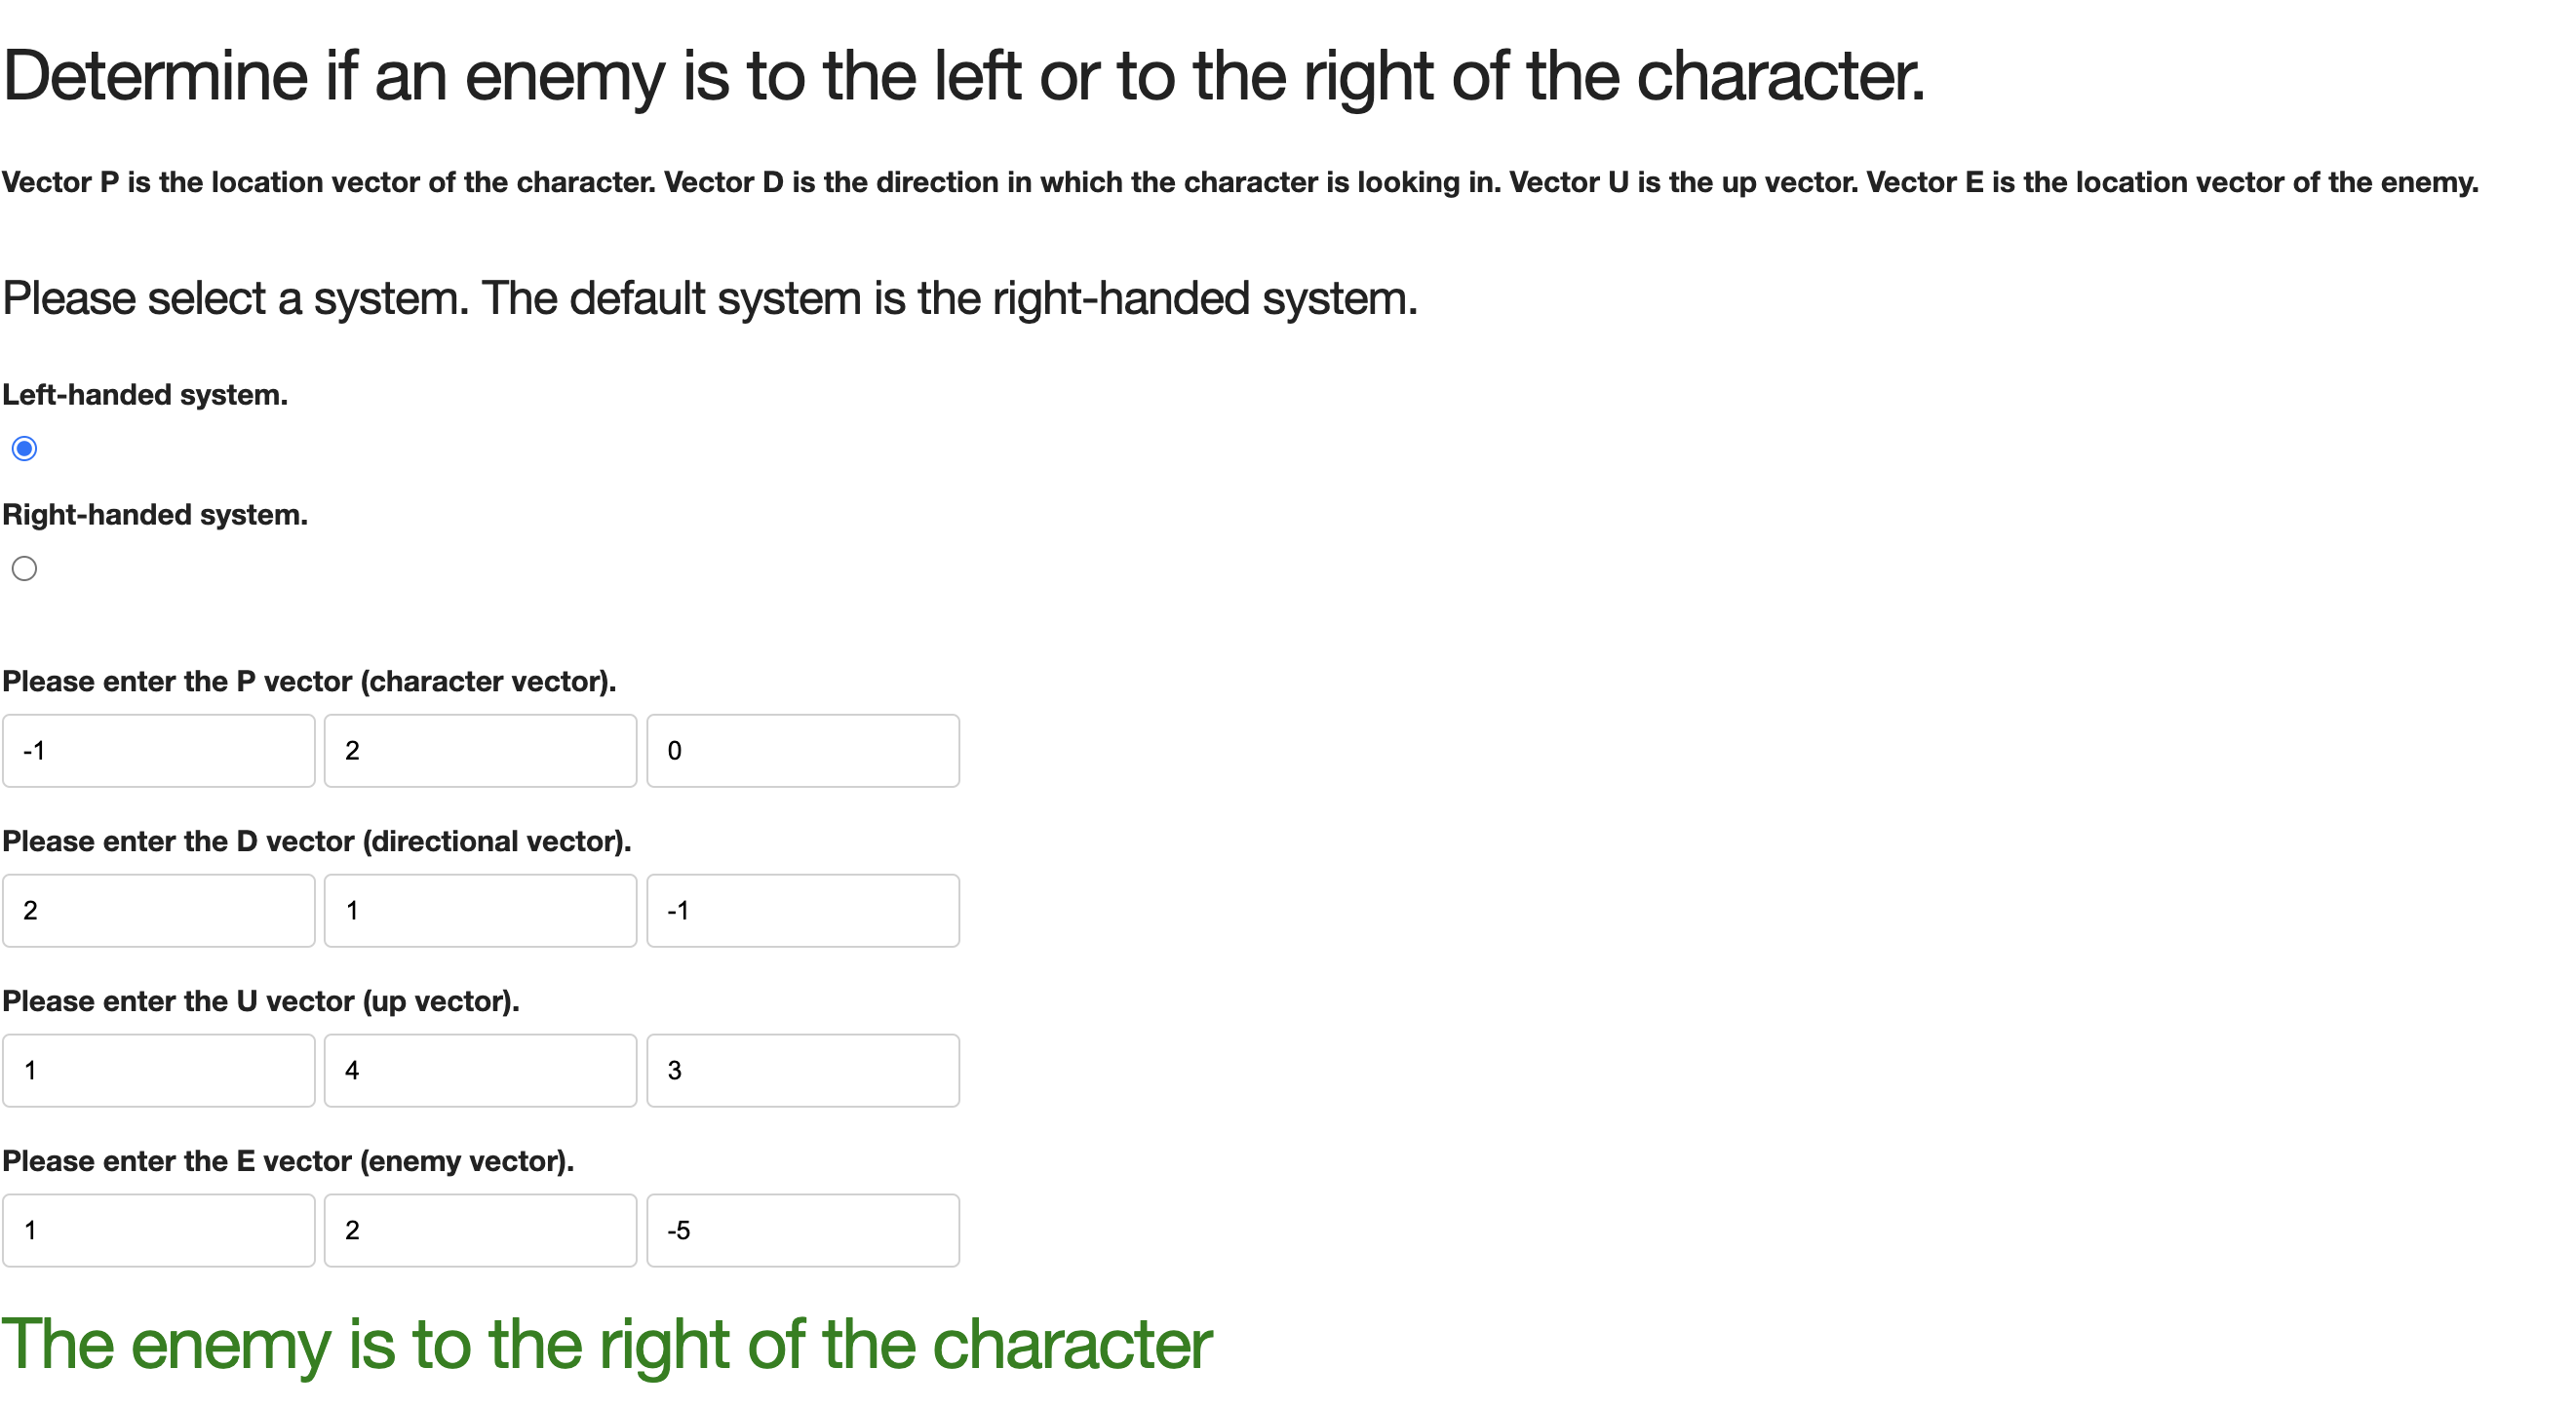 Determine if an enemy is to the left or to the right of the character.
Vector P is the location vector of the character. Vector D is the direction in which the character is looking in. Vector U is the up vector. Vector E is the location vector of the enemy.
Please select a system. The default system is the right-handed system.
Left-handed system.
Right-handed system.
Please enter the P vector (character vector).
-1 2 0
Please enter the D vector (directional vector).
2 1 -1
Please enter the U vector (up vector).
1 4 3
Please enter the E vector (enemy vector).
1 2 -5
The enemy is to the right of the character